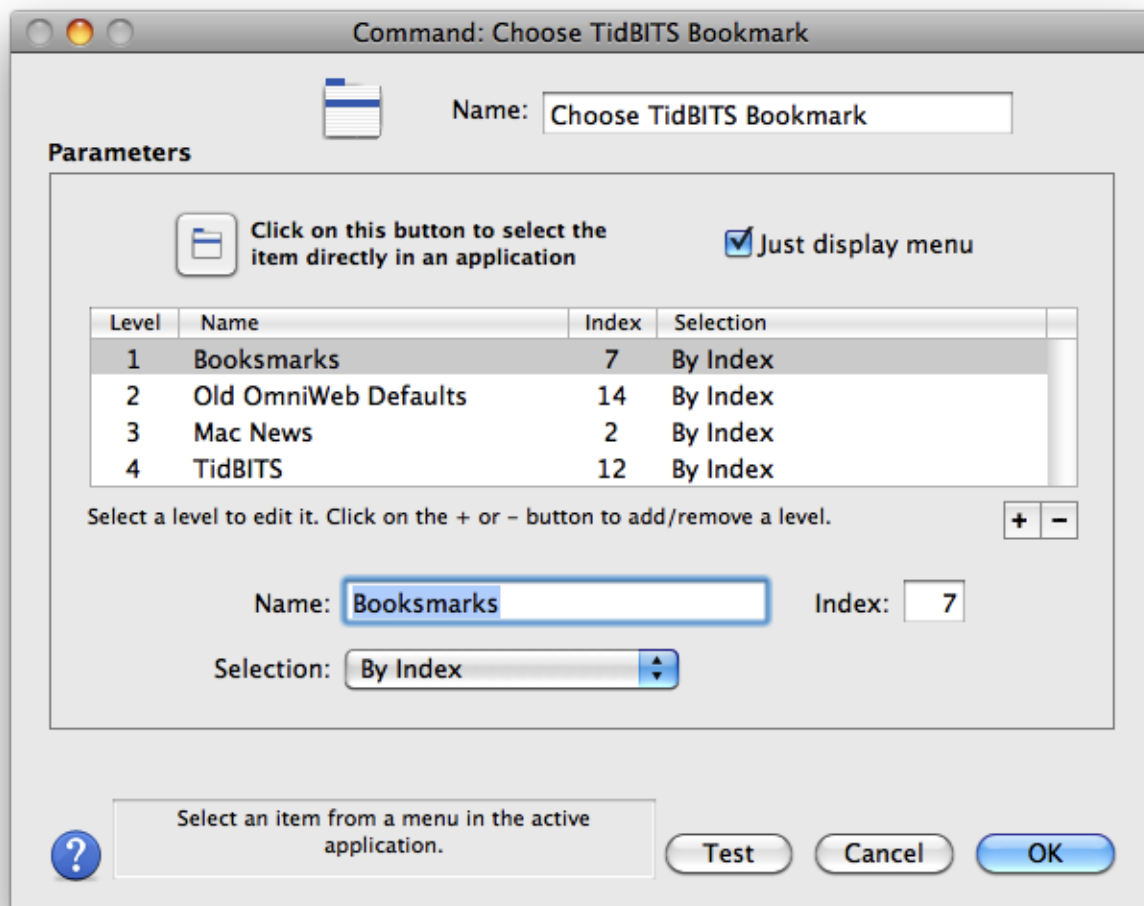 Command: Choose TidBITS Bookmark
Name: Choose TidBITS Bookmark
Parameters
Click on this button to select the
item directly in an application
Just display menu
Level Name Index Selection
1 Booksmarks 7 By Index
2 Old OmniWeb Defaults 14 By Index
3 Mac News 2 By Index
4 TidBITS 12 By Index
Select a level to edit it. Click on the + or – button to add/remove a level.
+ −
Name: Booksmarks Index: 7
Selection: By Index
Select an item from a menu in the active
application.
? Test Cancel OK